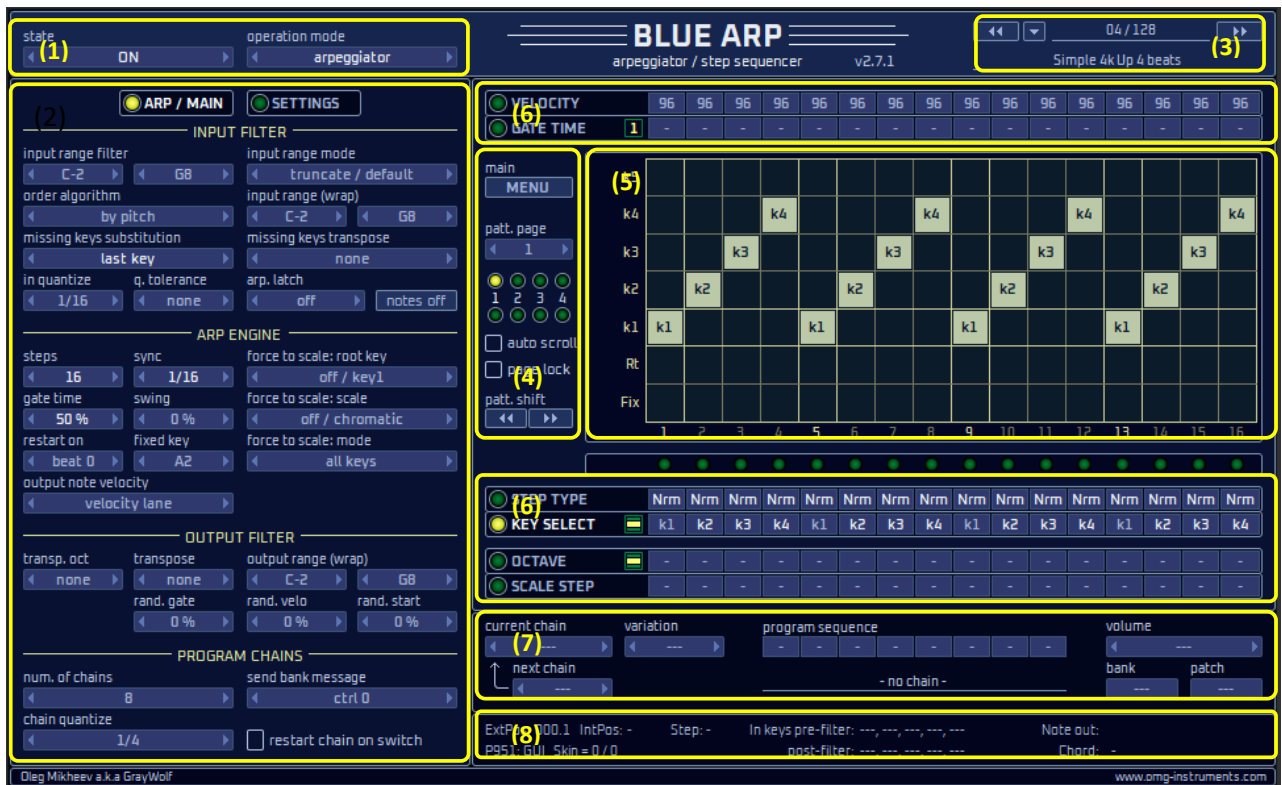 state operation mode
(1) ON arpeggiator
BLUE ARP
arpeggiator / step sequencer v2.7.1
04/128
(3)
Simple 4k Up 4 beats
(2)
ARP / MAIN SETTINGS
INPUT FILTER
input range filter input range mode
C-2 G8 truncate / default
order algorithm input range (wrap)
by pitch C-2 G8
missing keys substitution missing keys transpose
last key none
in quantize q. tolerance arp. latch
1/16 none off notes off
ARP ENGINE
steps sync force to scale: root key
16 1/16 off / key1
gate time swing force to scale: scale
50 % 0 % off / chromatic
restart on fixed key force to scale: mode
beat 0 A2 all keys
output note velocity
velocity lane
OUTPUT FILTER
transp. oct transpose output range (wrap)
none none C-2 G8
rand. gate rand. velo rand. start
0 % 0 % 0 %
PROGRAM CHAINS
num. of chains send bank message
8 ctrl 0
chain quantize
1/4 restart chain on switch
VELOCITY 96 96 96 96 96 96 96 96 96 96 96 96 96 96 96 96
(6)
GATE TIME 1 - - - - - - - - - - - - - - - -
main
MENU
patt. page
1
1 2 3 4
auto scroll
page lock
(4)
patt. shift
(5)
k4 k4 k4 k4 k4
k3 k3 k3 k3 k3
k2 k2 k2 k2 k2
k1 k1 k1 k1 k1
Rt
Fix
1 2 3 4 5 6 7 8 9 10 11 12 13 14 15 16
STEP TYPE Nrm Nrm Nrm Nrm Nrm Nrm Nrm Nrm Nrm Nrm Nrm Nrm Nrm Nrm Nrm Nrm
(6)
KEY SELECT k1 k2 k3 k4 k1 k2 k3 k4 k1 k2 k3 k4 k1 k2 k3 k4
OCTAVE - - - - - - - - - - - - - - - -
SCALE STEP - - - - - - - - - - - - - - - -
current chain variation program sequence volume
(7) --- --- - - - - - - - - ---
next chain - no chain - bank patch
--- --- ---
(8)
000.1 IntPos: - Step: - In keys pre-filter: ---, ---, ---, ---, --- Note out:
P951: GUI_Skin = 0 / 0 post-filter: ---, ---, ---, ---, --- Chord: -
Oleg Mikheev a.k.a GrayWolf www.omg-instruments.com